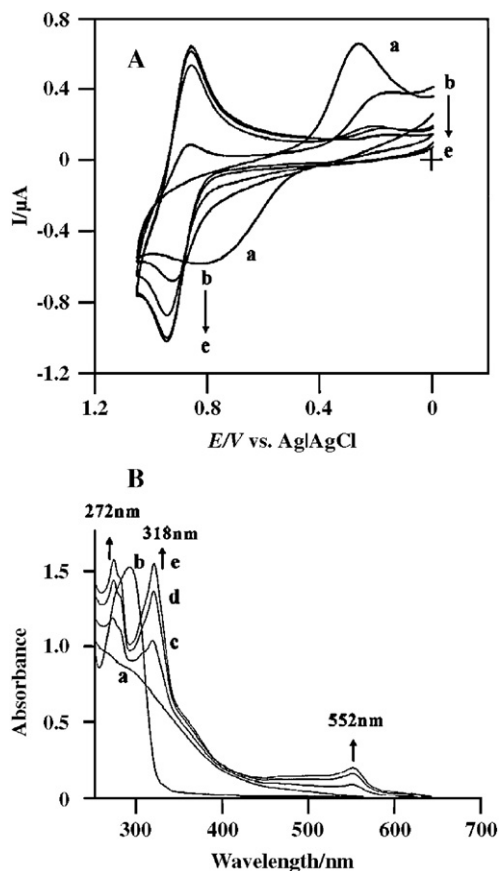 A
0.8
0.4
0
-0.4
-0.8
-1.2
I/µA
a
b
e
a
b
e
1.2
0.8
0.4
0
E/V vs. Ag|AgCl
B
272nm
318nm
b
e
d
c
a
552nm
1.5
1.0
0.5
0
Absorbance
300
400
500
600
700
Wavelength/nm